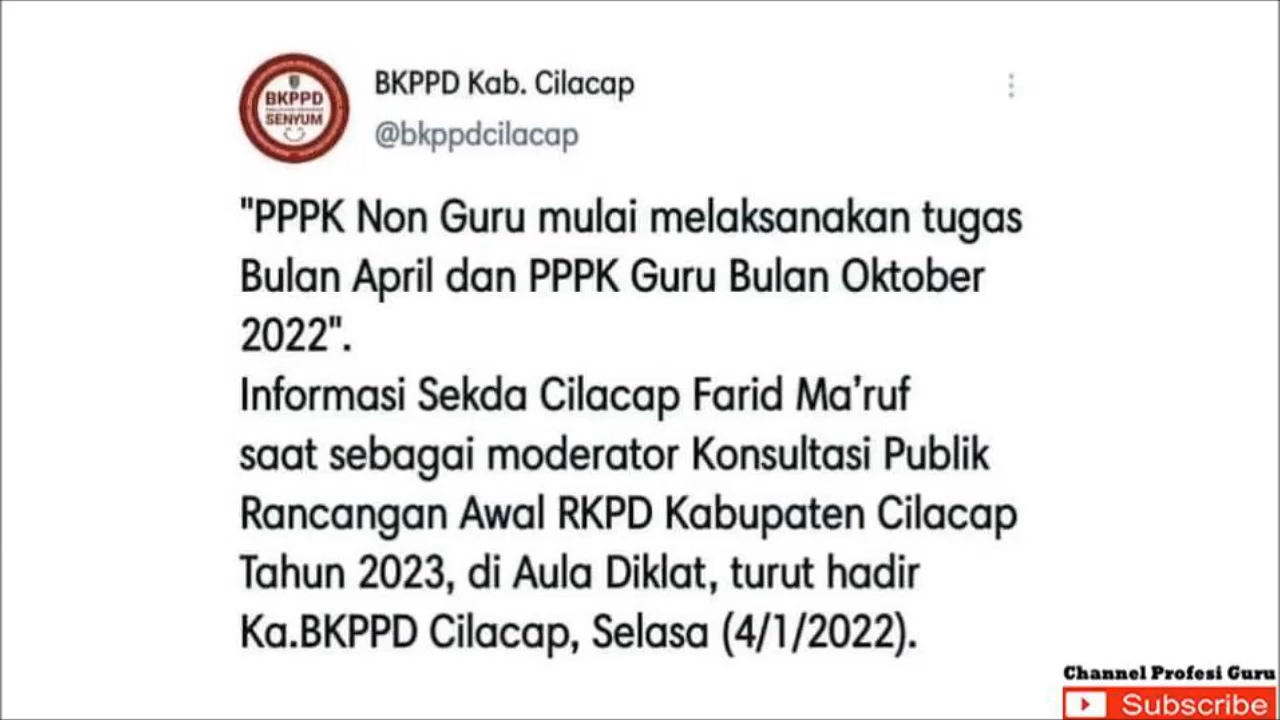 BKPPD
SENYUM
BKPPD Kab. Cilacap
@bkppdcilacap
"PPPK Non Guru mulai melaksanakan tugas
Bulan April dan PPPK Guru Bulan Oktober
2022".
Informasi Sekda Cilacap Farid Ma’ruf
saat sebagai moderator Konsultasi Publik
Rancangan Awal RKPD Kabupaten Cilacap
Tahun 2023, di Aula Diklat, turut hadir
Ka.BKPPD Cilacap, Selasa (4/1/2022).
Channel Profesi Guru
Subscribe